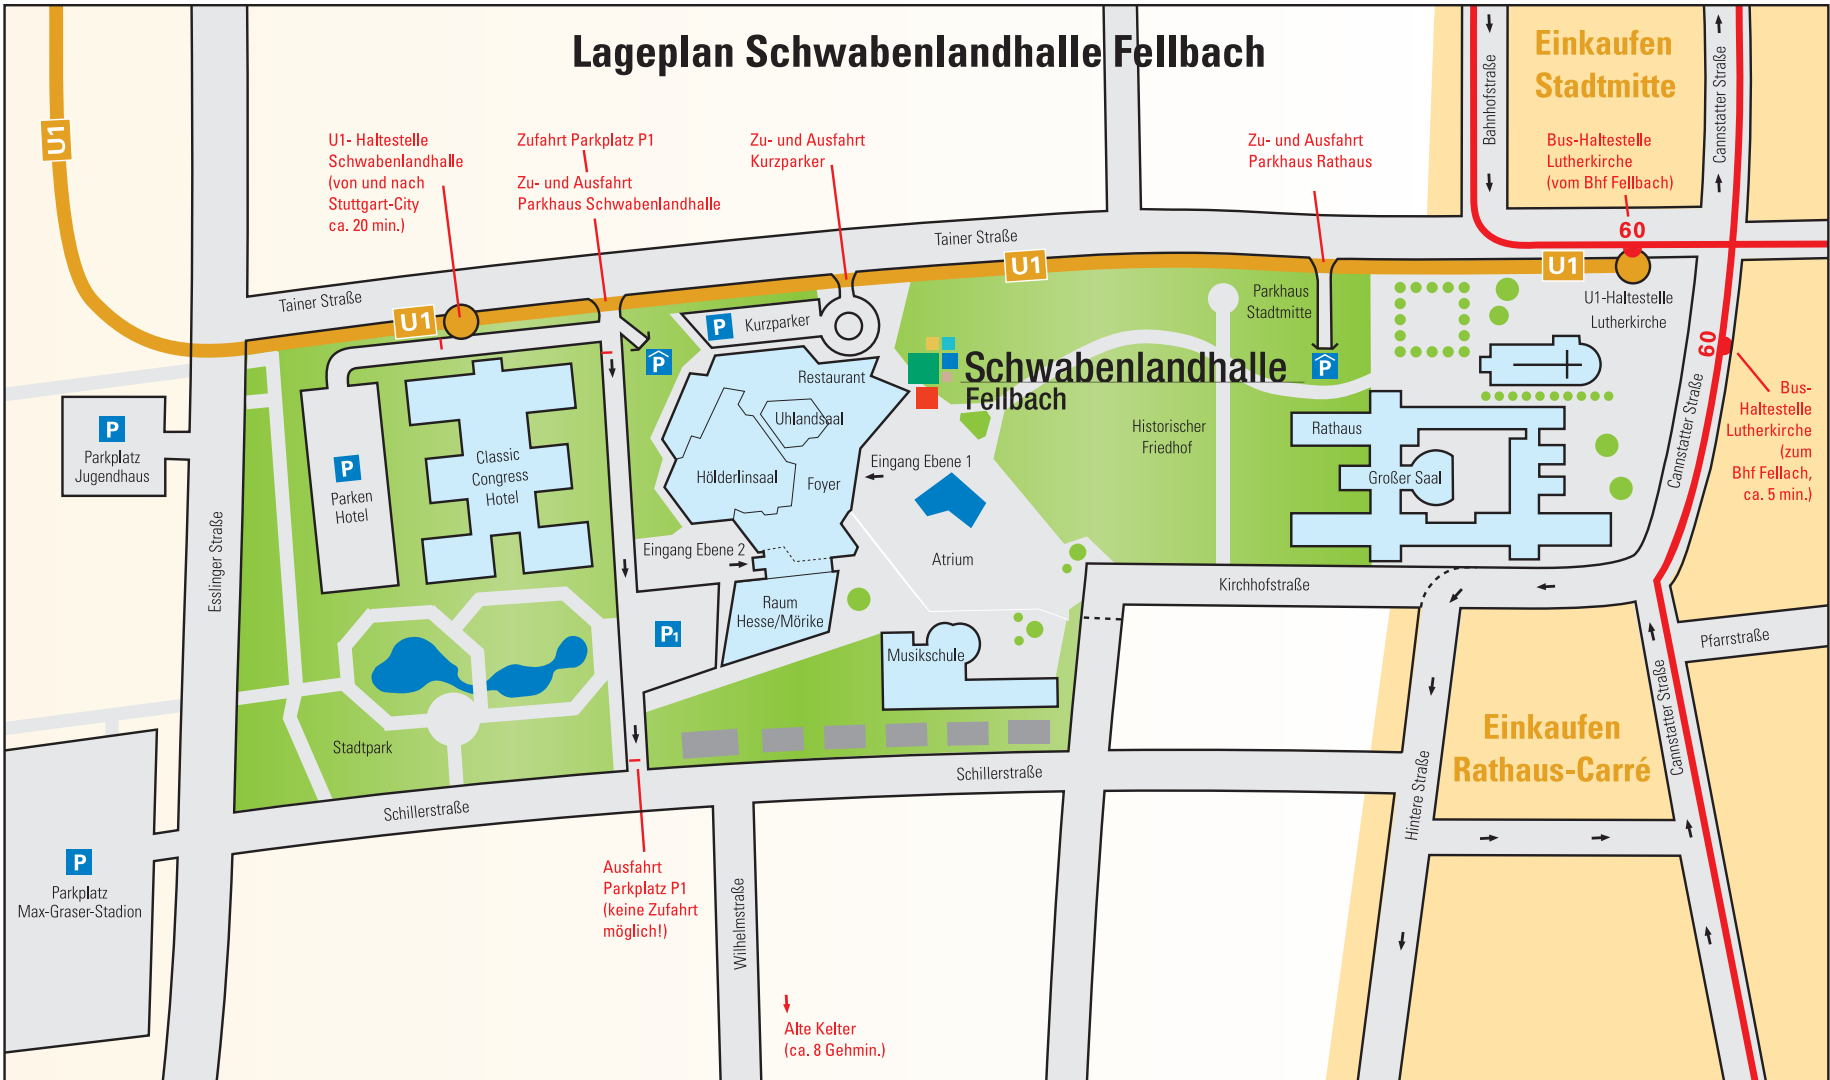 Lageplan Schwabenlandhalle Fellbach
U1
U1- Haltestelle
Schwabenlandhalle
(von und nach
Stuttgart-City
ca. 20 min.)
Zufahrt Parkplatz P1
Zu- und Ausfahrt
Parkhaus Schwabenlandhalle
Zu- und Ausfahrt
Kurzparker
Zu- und Ausfahrt
Parkhaus Rathaus
Bahnhofstraße
Einkaufen
Stadtmitte
Bus-Haltestelle
Lutherkirche
(vom Bhf Fellbach)
Cannstatter Straße
60
Tainer Straße
Tainer Straße
U1
U1
U1
U1-Haltestelle
Lutherkirche
60
P
Kurzparker
P
Restaurant
Uhlandsaal
Hölderlinsaal
Foyer
Schwabenlandhalle
Fellbach
Eingang Ebene 1
Eingang Ebene 2
Atrium
Raum
Hesse/Mörike
Musikschule
P1
Parkhaus
Stadtmitte
P
Historischer
Friedhof
Rathaus
Großer Saal
Cannstatter Straße
Bus-
Haltestelle
Lutherkirche
(zum
Bhf Fellach,
ca. 5 min.)
P
Parkplatz
Jugendhaus
P
Parken
Hotel
Classic
Congress
Hotel
Esslinger Straße
Stadtpark
Kirchhofstraße
Pfarrstraße
Einkaufen
Rathaus-Carré
Cannstatter Straße
Hintere Straße
Schillerstraße
Schillerstraße
P
Parkplatz
Max-Graser-Stadion
Ausfahrt
Parkplatz P1
(keine Zufahrt
möglich!)
Wilhelmstraße
Alte Kelter
(ca. 8 Gehmin.)